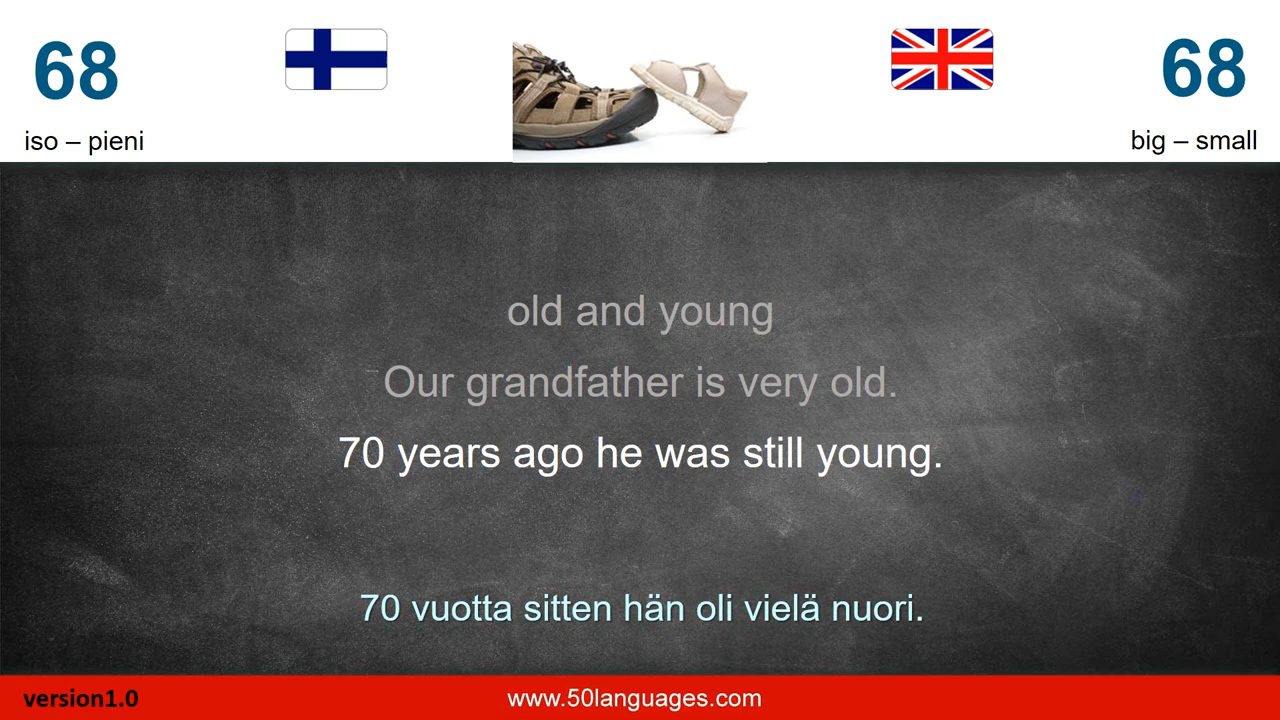 68
68
iso – pieni
big – small
old and young
Our grandfather is very old.
70 years ago he was still young.
70 vuotta sitten hän oli vielä nuori.
version1.0
www.50languages.com